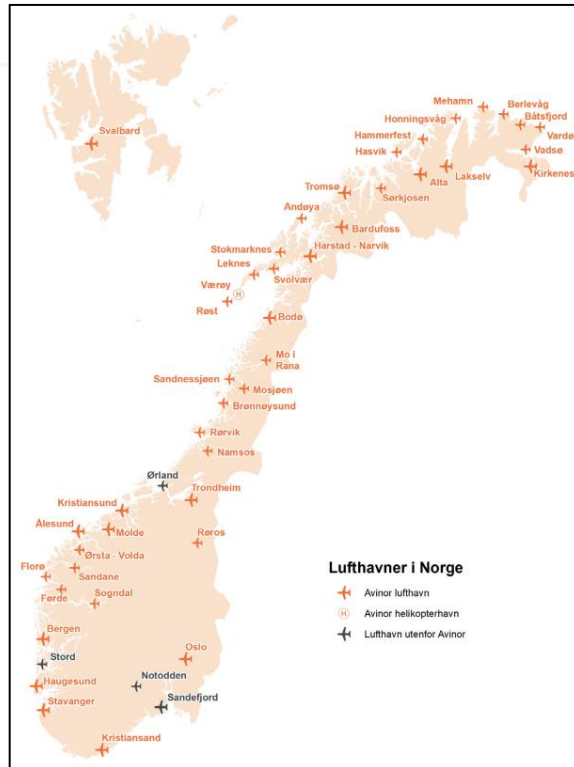 Svalbard
Mehamn
Berlevåg
Honningsvåg
Båtsfjord
Hammerfest
Vardø
Hasvik
Vadsø
Lakselv
Kirkenes
Alta
Tromsø
Sørkjosen
Andøya
Bardufoss
Stokmarknes
Harstad - Narvik
Leknes
Svolvær
Værøy
H
Røst
Bodø
Mo i
Rana
Sandnessjøen
Mosjøen
Brønnøysund
Rørvik
Namsos
Ørland
Trondheim
Kristiansund
Ålesund
Molde
Røros
Ørsta - Volda
Florø
Sandane
Førde
Sogndal
Bergen
Stord
Oslo
Haugesund
Notodden
Sandefjord
Stavanger
Kristiansand
Lufthavner i Norge
Avinor lufthavn
H Avinor helikopterhavn
Lufthavn utenfor Avinor